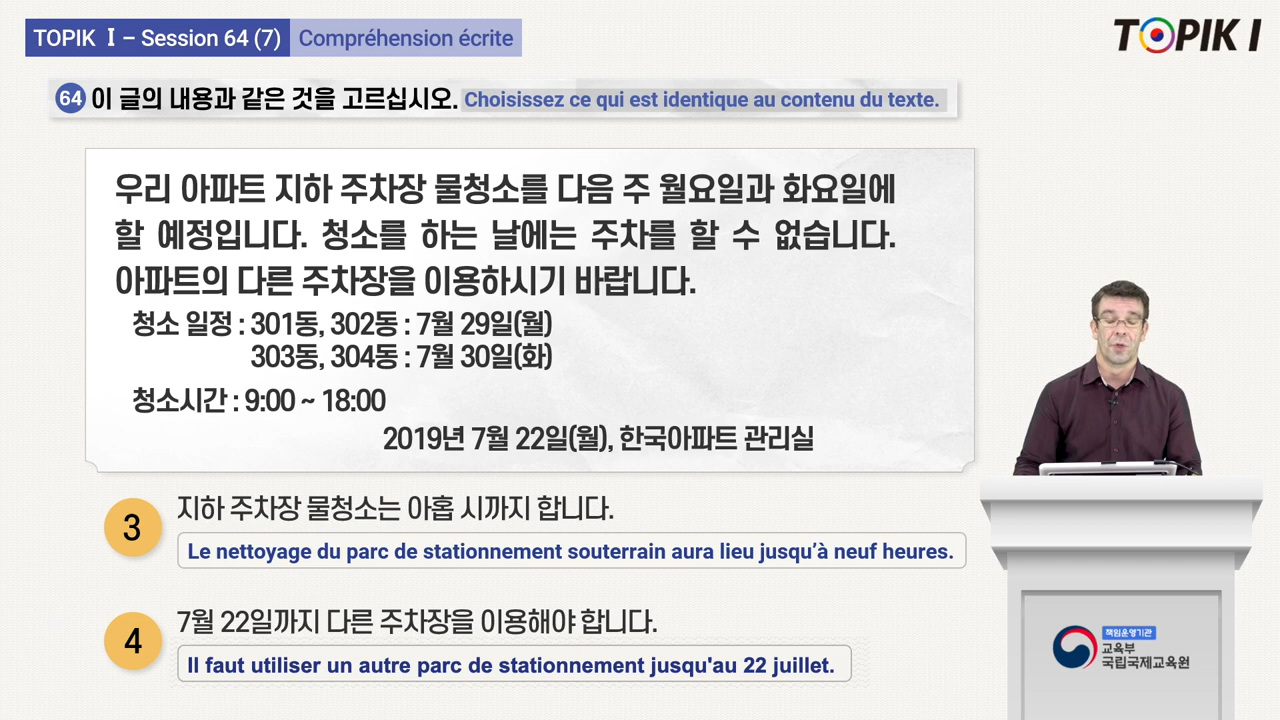 TOPIK Ⅰ – Session 64 (7) Compréhension écrite
TOPIK I
64 이 글의 내용과 같은 것을 고르십시오. Choisissez ce qui est identique au contenu du texte.
우리 아파트 지하 주차장 물청소를 다음 주 월요일과 화요일에
할 예정입니다. 청소를 하는 날에는 주차를 할 수 없습니다.
아파트의 다른 주차장을 이용하시기 바랍니다.
청소 일정 : 301동, 302동 : 7월 29일(월)
303동, 304동 : 7월 30일(화)
청소시간 : 9:00 ~ 18:00
2019년 7월 22일(월), 한국아파트 관리실
3 지하 주차장 물청소는 아홉 시까지 합니다.
Le nettoyage du parc de stationnement souterrain aura lieu jusqu’à neuf heures.
4 7월 22일까지 다른 주차장을 이용해야 합니다.
Il faut utiliser un autre parc de stationnement jusqu'au 22 juillet.
책임운영기관
교육부
국립국제교육원